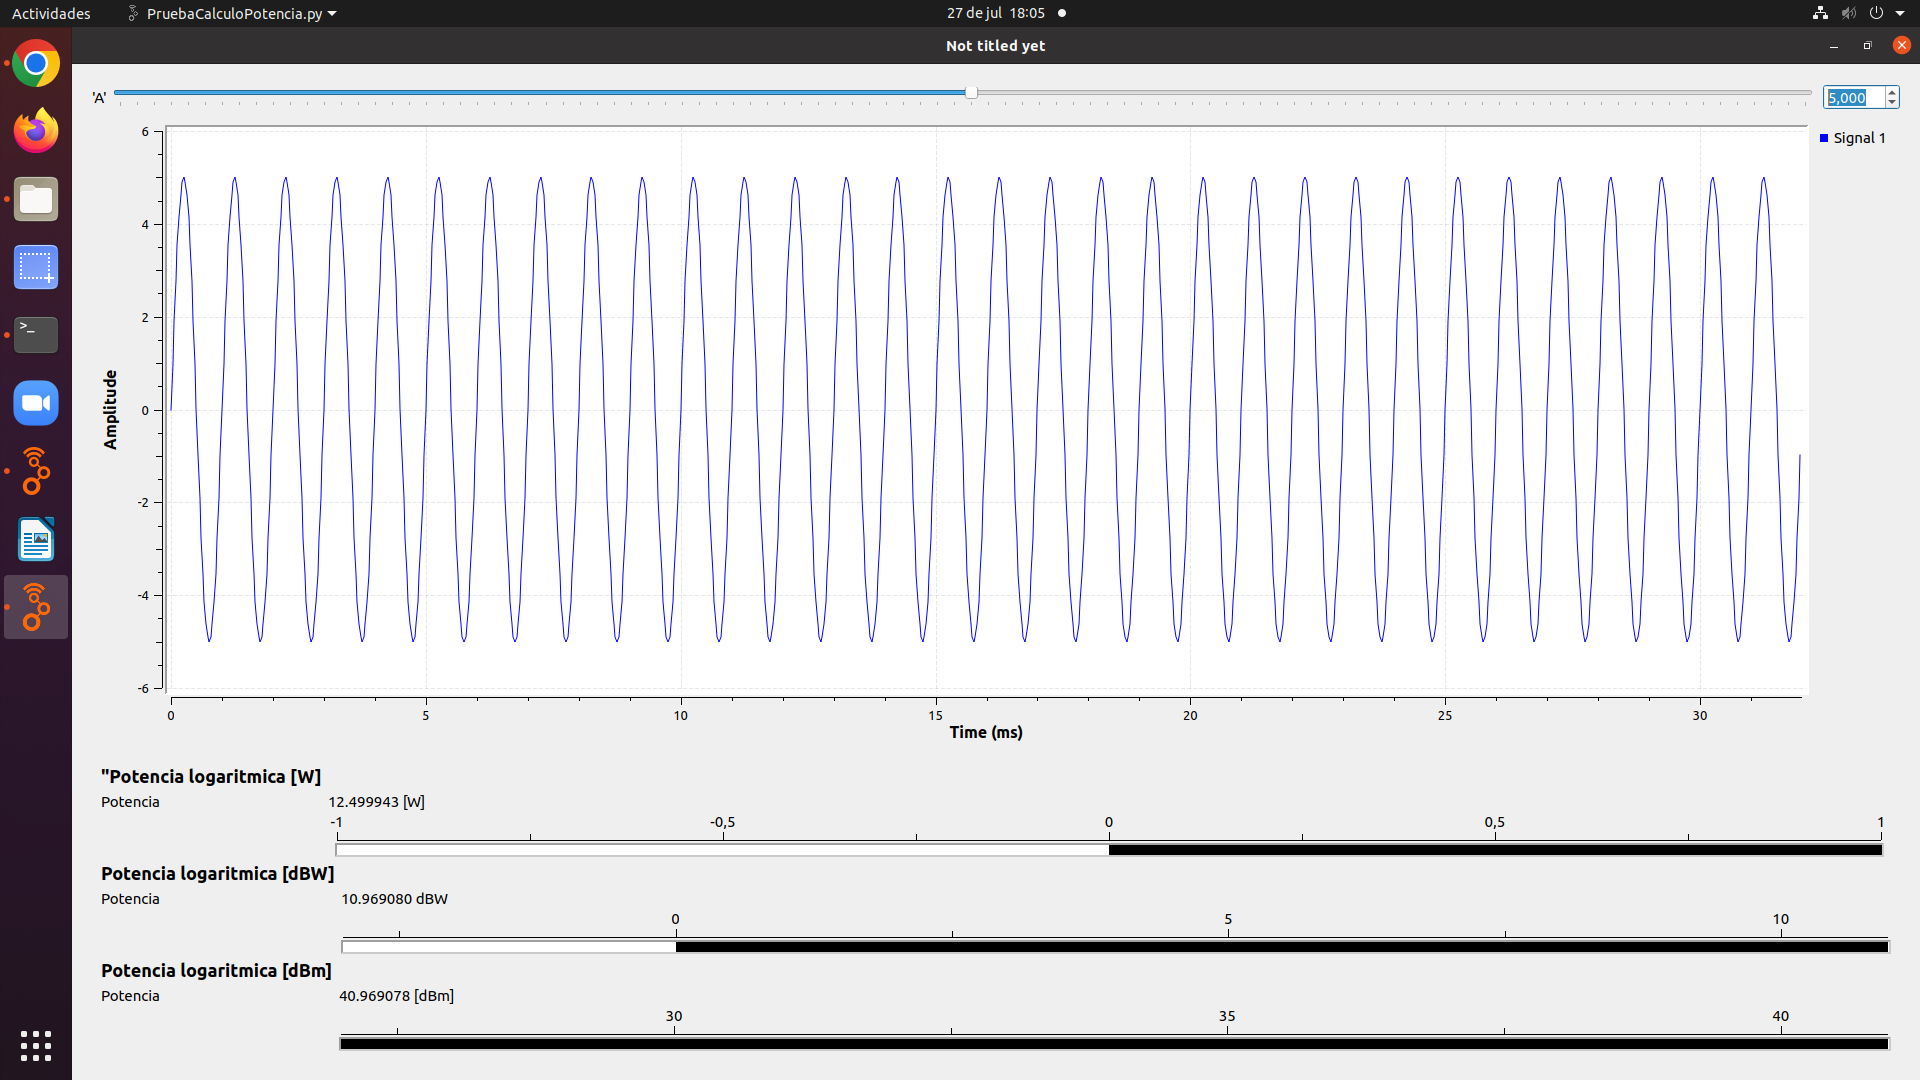 Actividades PruebaCalculoPotencia.py 27 de jul 18:05
Not titled yet
'A' 5,000
Signal 1
6
4
2
0
-2
-4
-6
Amplitude
0 5 10 15 20 25 30
Time (ms)
"Potencia logaritmica [W]
Potencia 12.499943 [W]
-1 -0,5 0 0,5 1
Potencia logaritmica [dBW]
Potencia 10.969080 dBW
0 5 10
Potencia logaritmica [dBm]
Potencia 40.969078 [dBm]
30 35 40